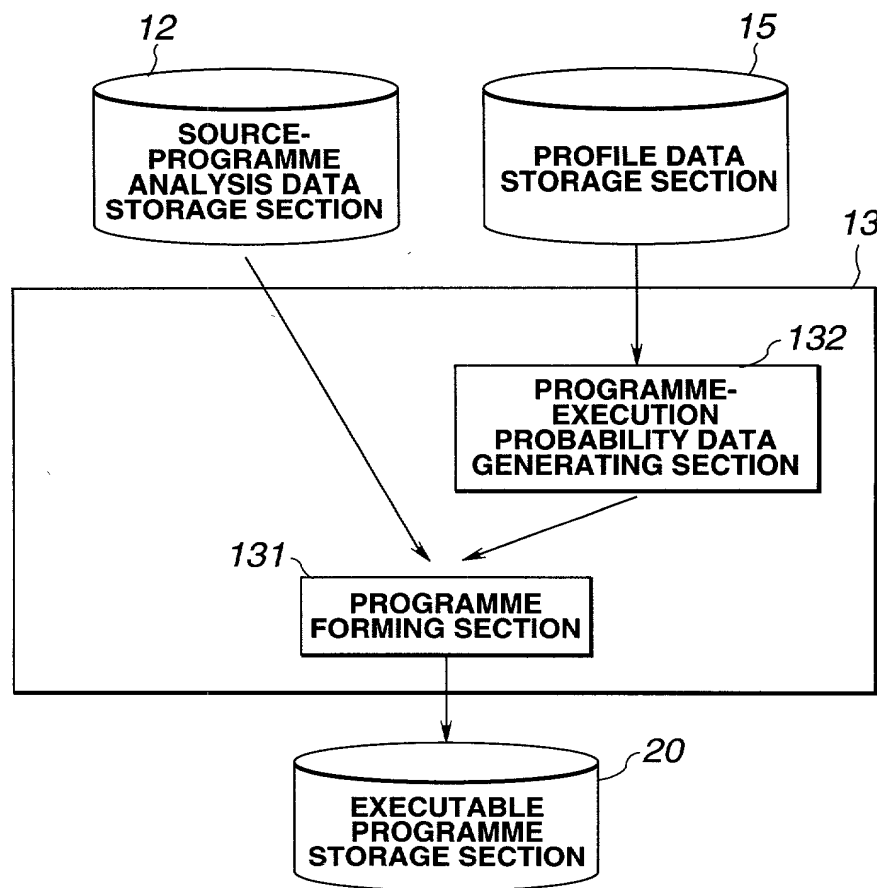 12
15
SOURCE-
PROGRAMME
ANALYSIS DATA
STORAGE SECTION
PROFILE DATA
STORAGE SECTION
13
132
PROGRAMME-
EXECUTION
PROBABILITY DATA
GENERATING SECTION
131
PROGRAMME
FORMING SECTION
20
EXECUTABLE
PROGRAMME
STORAGE SECTION